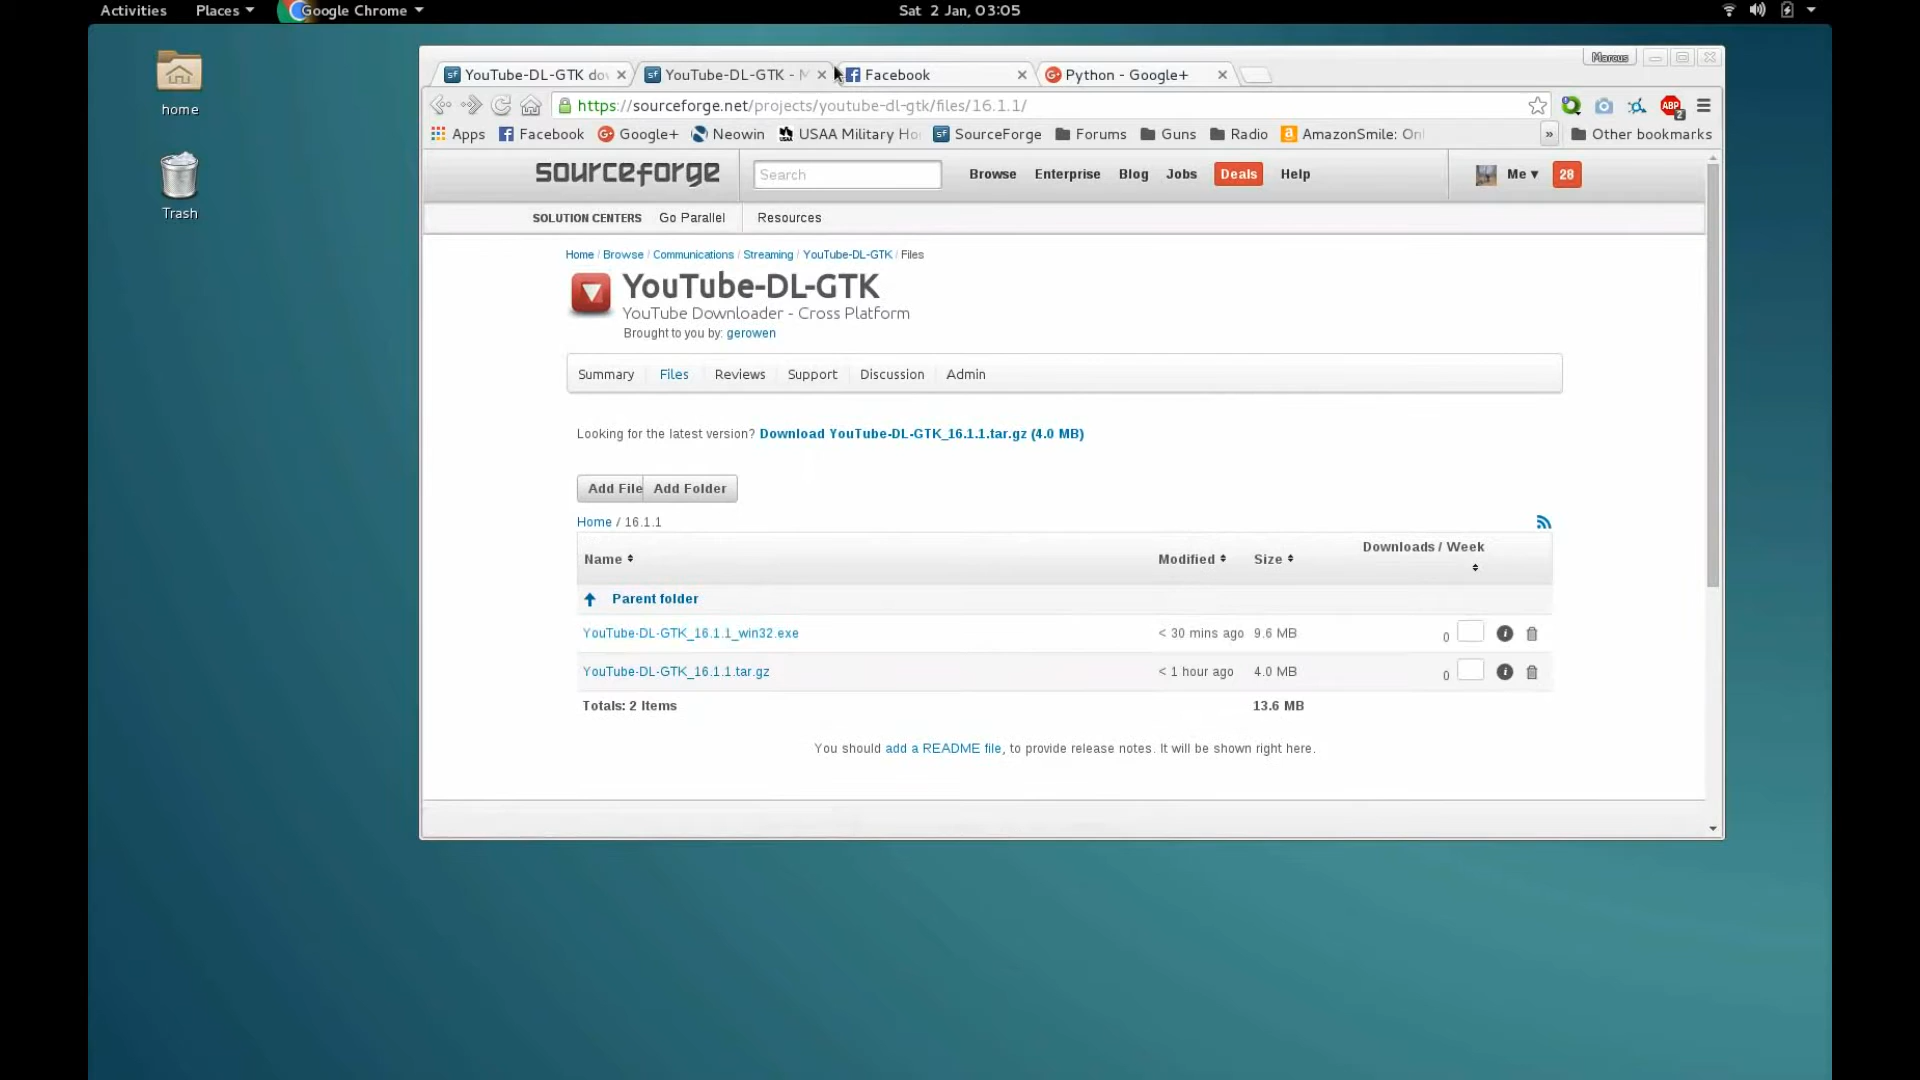 Activities Places Google Chrome Sat 2 Jan, 03:05
home
Trash
Marcus
YouTube-DL-GTK do YouTube-DL-GTK - Facebook Python - Google+
https://sourceforge.net/projects/youtube-dl-gtk/files/16.1.1/ ABP 2
Apps Facebook Google+ Neowin USAA Military Ho SourceForge Forums Guns Radio AmazonSmile: Onl » Other bookmarks
sourceforge Search Browse Enterprise Blog Jobs Deals Help Me ▾ 28
SOLUTION CENTERS Go Parallel Resources
Home / Browse / Communications / Streaming / YouTube-DL-GTK / Files
YouTube-DL-GTK
YouTube Downloader - Cross Platform
Brought to you by: gerowen
Summary Files Reviews Support Discussion Admin
Looking for the latest version? Download YouTube-DL-GTK_16.1.1.tar.gz (4.0 MB)
Add File Add Folder
Home / 16.1.1
Name Modified Size Downloads / Week
Parent folder
YouTube-DL-GTK_16.1.1_win32.exe < 30 mins ago 9.6 MB 0
YouTube-DL-GTK_16.1.1.tar.gz < 1 hour ago 4.0 MB 0
Totals: 2 Items 13.6 MB
You should add a README file, to provide release notes. It will be shown right here.